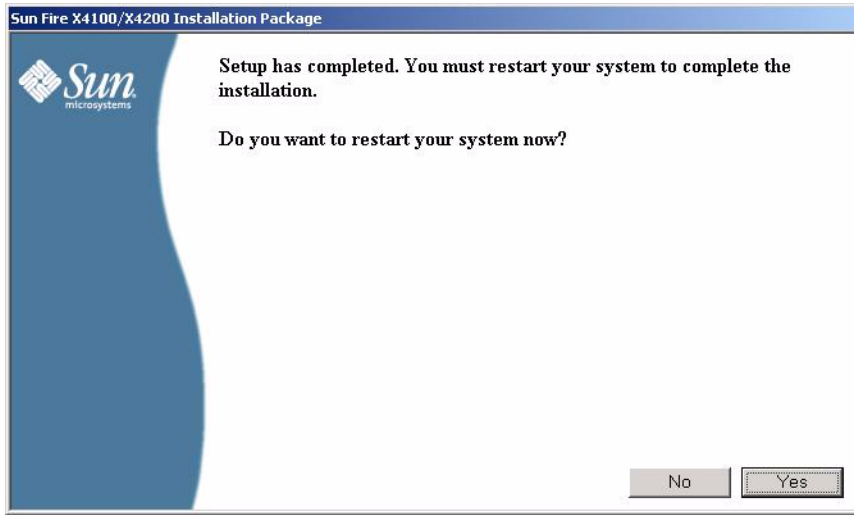 Sun Fire X4100/X4200 Installation Package
Sun
microsystems
Setup has completed. You must restart your system to complete the
installation.
Do you want to restart your system now?
No
Yes